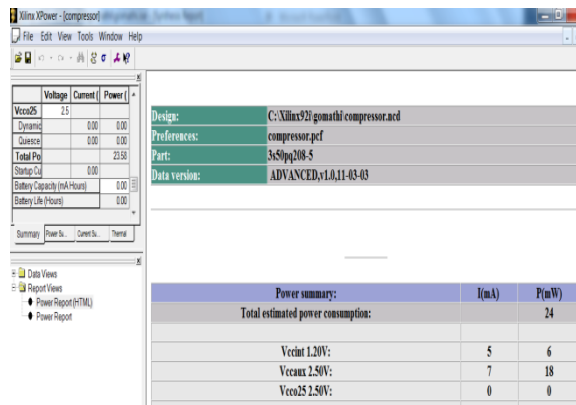 Xilinx XPower - [compressor]
File Edit View Tools Window Help
Voltage Current ( Power (
Vcco25 2.5
Dynamic 0.00 0.00
Quiesce 0.00 0.00
Total Po 23.58
Startup Cu 0.00
Battery Capacity (mA Hours) 0.00
Battery Life (Hours) 0.00
Summary Power Su... Current Su... Thermal
Data Views
Report Views
Power Report (HTML)
Power Report
Design: C:\Xilinx92i\gomathi\compressor.ncd
Preferences: compressor.pcf
Part: 3s50pq208-5
Data version: ADVANCED,v1.0,11-03-03
Power summary: I(mA) P(mW)
Total estimated power consumption: 24
Vccint 1.20V: 5 6
Vccaux 2.50V: 7 18
Vcco25 2.50V: 0 0